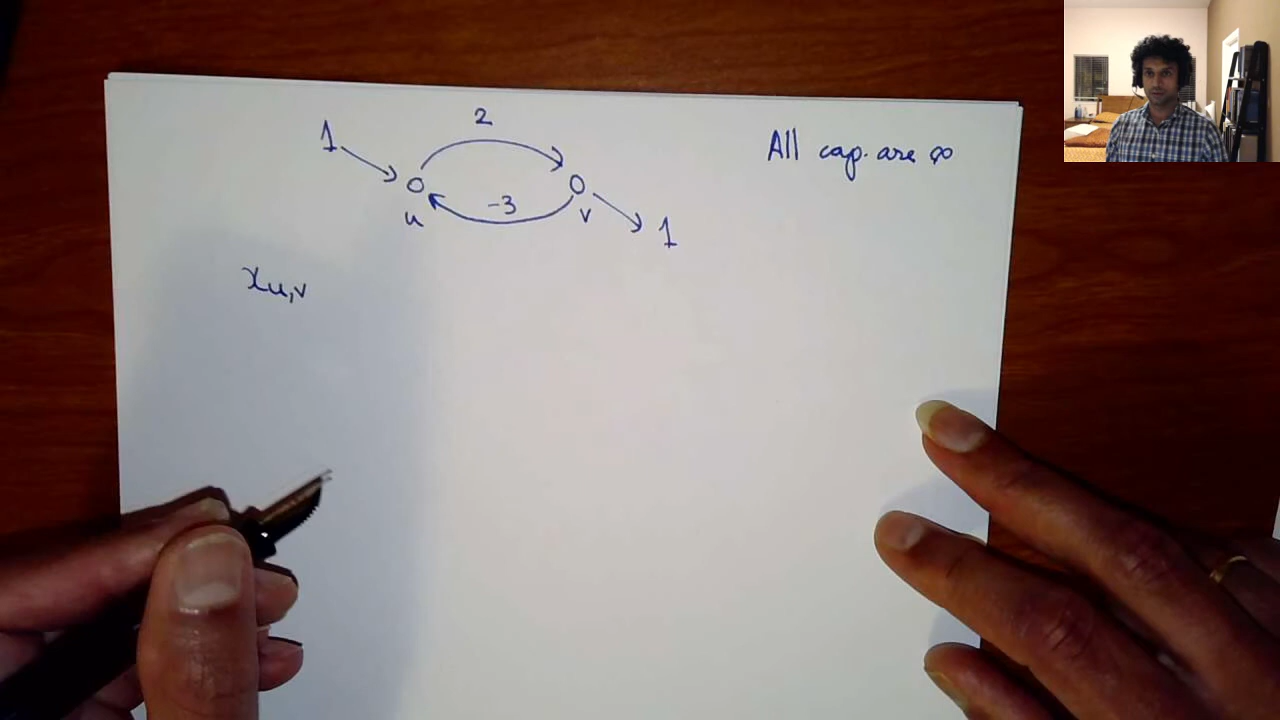 1 2 All cap. are ∞
-3
u v 1
x_{u,v}